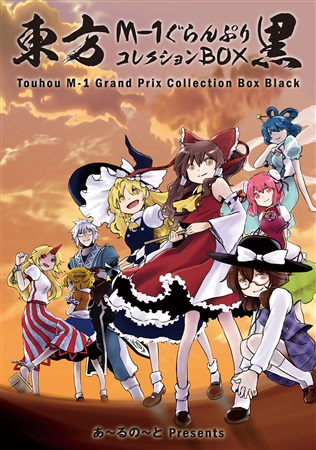 東方 M-1ぐらんぷり 黒
コレクションBOX
Touhou M-1 Grand Prix Collection Box Black
あ～るの～と Presents